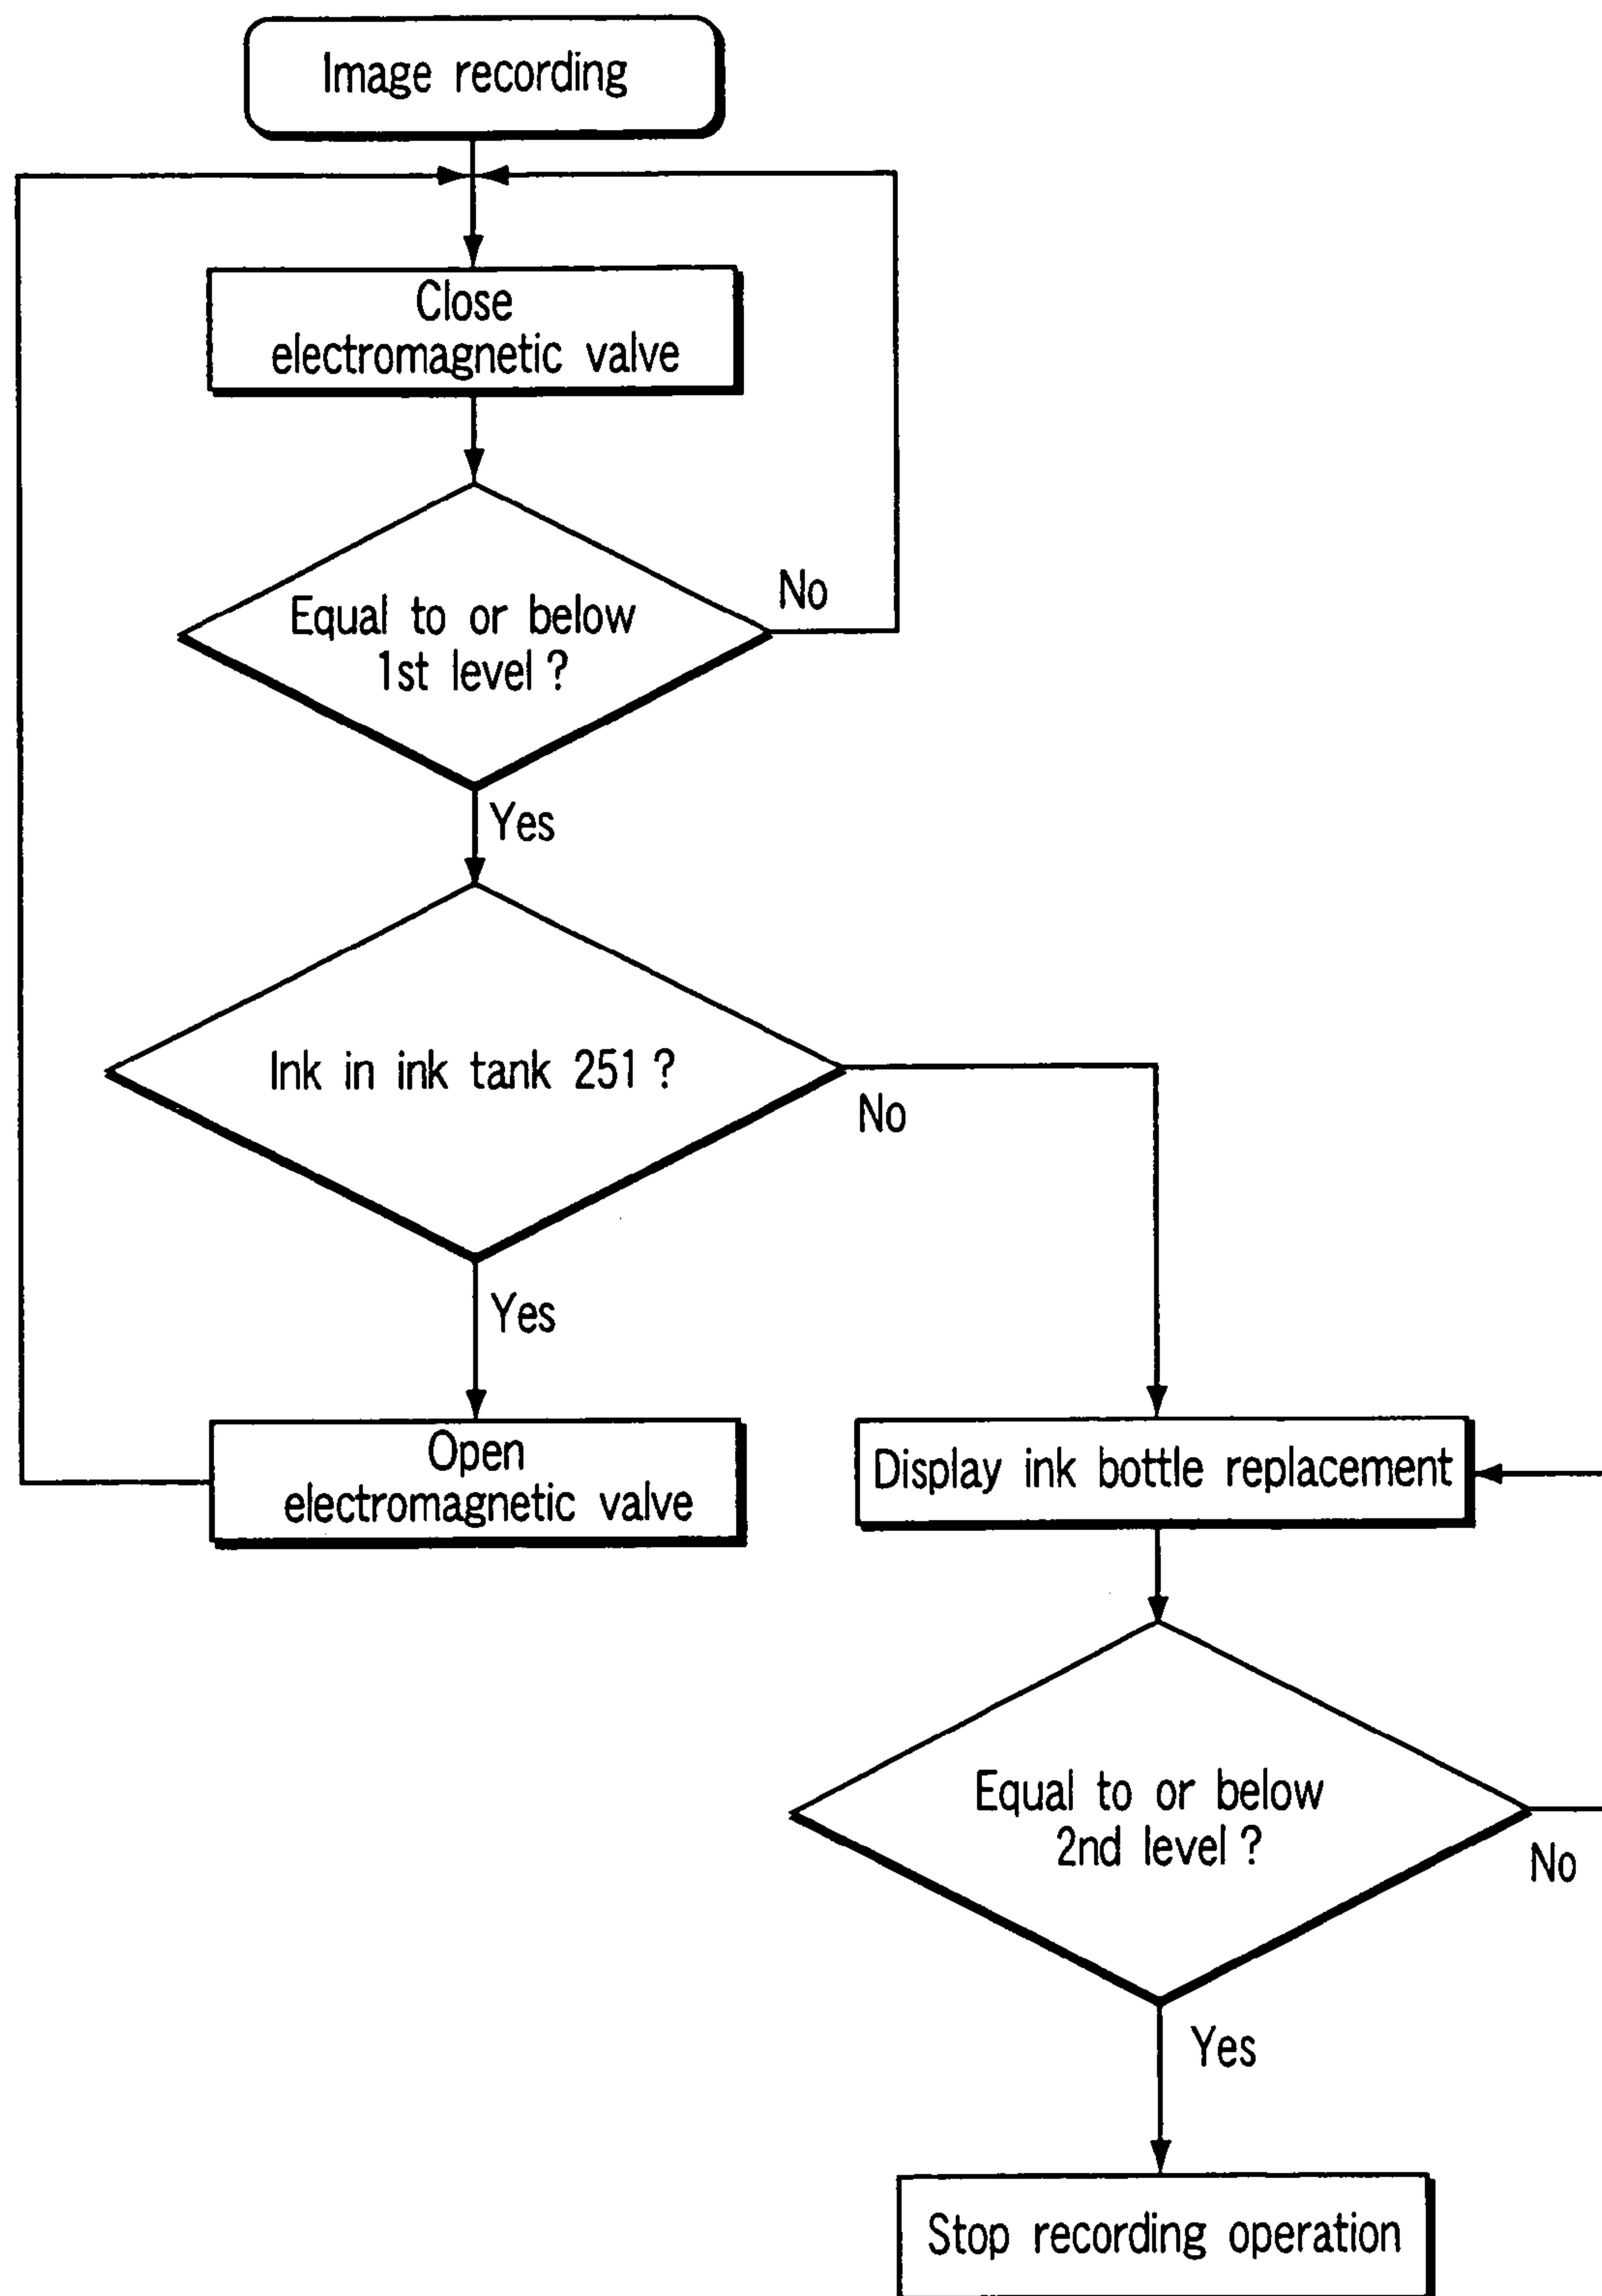 Image recording
Close
electromagnetic valve
Equal to or below
1st level ?
No
Yes
Ink in ink tank 251 ?
No
Yes
Open
electromagnetic valve
Display ink bottle replacement
Equal to or below
2nd level ?
No
Yes
Stop recording operation